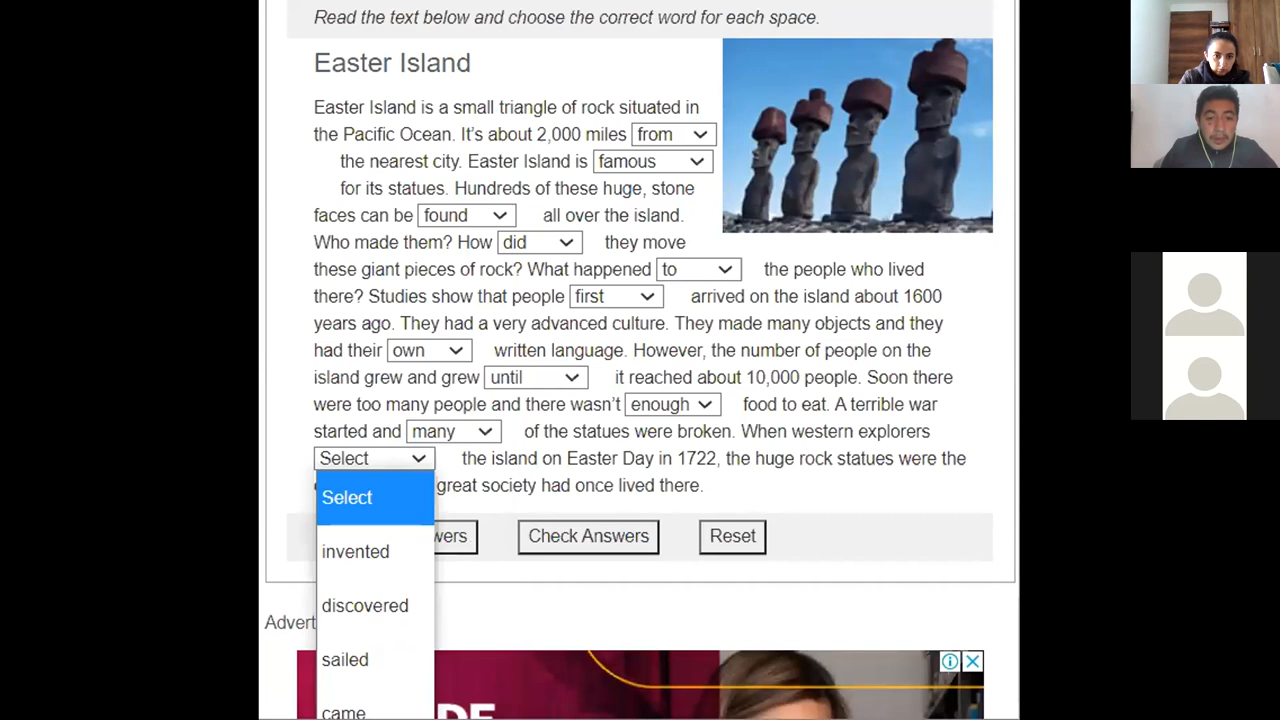 Read the text below and choose the correct word for each space.
Easter Island
Easter Island is a small triangle of rock situated in
the Pacific Ocean. It's about 2,000 miles from
the nearest city. Easter Island is famous
for its statues. Hundreds of these huge, stone
faces can be found all over the island.
Who made them? How did they move
these giant pieces of rock? What happened to the people who lived
there? Studies show that people first arrived on the island about 1600
years ago. They had a very advanced culture. They made many objects and they
had their own written language. However, the number of people on the
island grew and grew until it reached about 10,000 people. Soon there
were too many people and there wasn't enough food to eat. A terrible war
started and many of the statues were broken. When western explorers
Select the island on Easter Day in 1722, the huge rock statues were the
great society had once lived there.
Select
wers Check Answers Reset
invented
discovered
Advert
sailed
came
DE